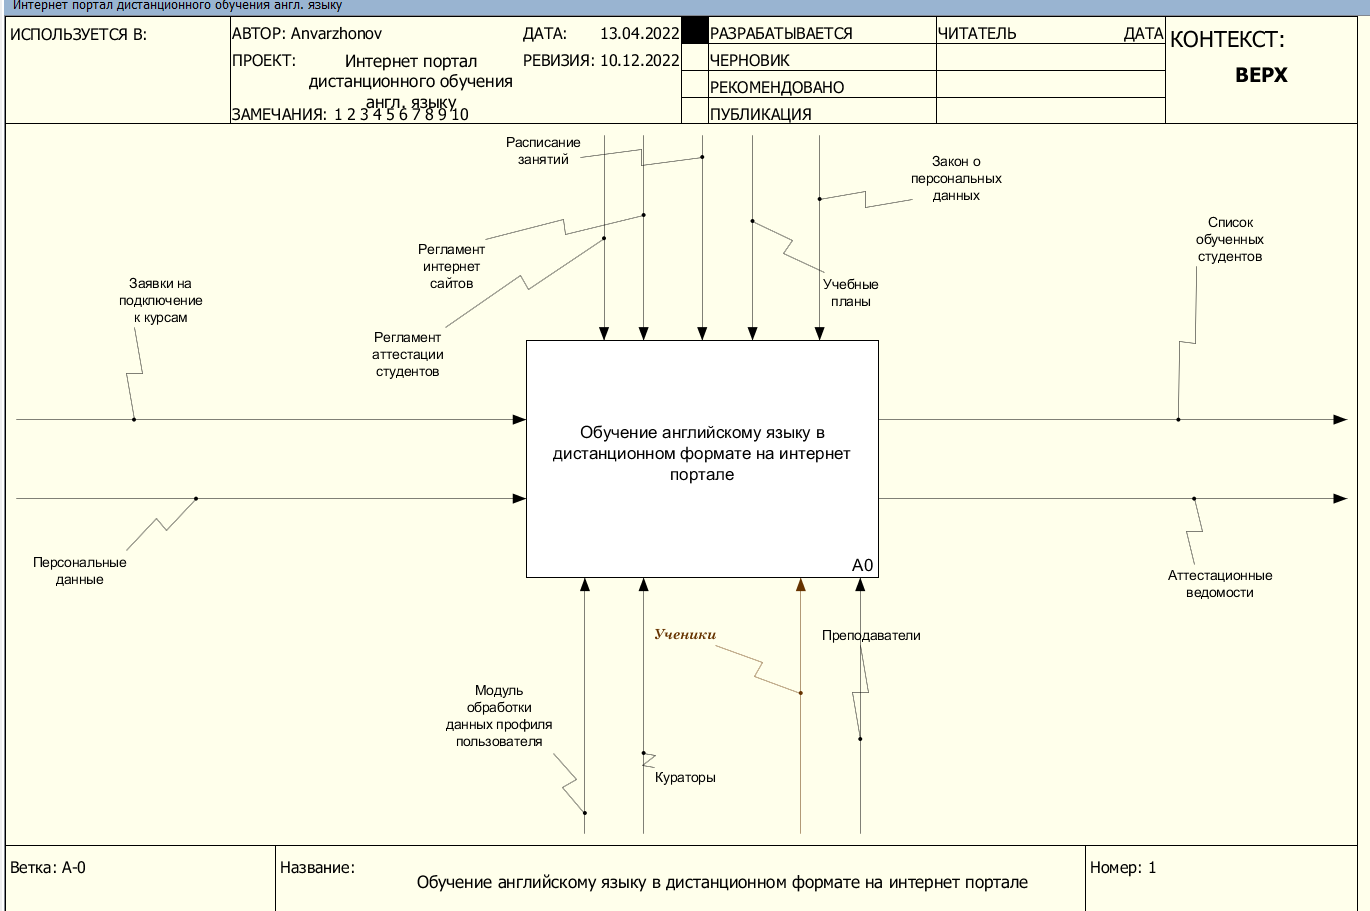 Интернет портал дистанционного обучения англ. языку
ИСПОЛЬЗУЕТСЯ В:
АВТОР: Anvarzhonov
ДАТА: 13.04.2022
ПРОЕКТ: Интернет портал
дистанционного обучения
англ. языку
РЕВИЗИЯ: 10.12.2022
ЗАМЕЧАНИЯ: 1 2 3 4 5 6 7 8 9 10
РАЗРАБАТЫВАЕТСЯ
ЧЕРНОВИК
РЕКОМЕНДОВАНО
ПУБЛИКАЦИЯ
ЧИТАТЕЛЬ ДАТА
КОНТЕКСТ:
ВЕРХ
Расписание
занятий
Закон о
персональных
данных
Регламент
интернет
сайтов
Учебные
планы
Список
обученных
студентов
Заявки на
подключение
к курсам
Регламент
аттестации
студентов
Обучение английскому языку в
дистанционном формате на интернет
портале
A0
Персональные
данные
Аттестационные
ведомости
Ученики
Преподаватели
Модуль
обработки
данных профиля
пользователя
Кураторы
Ветка: A-0
Название:
Обучение английскому языку в дистанционном формате на интернет портале
Номер: 1